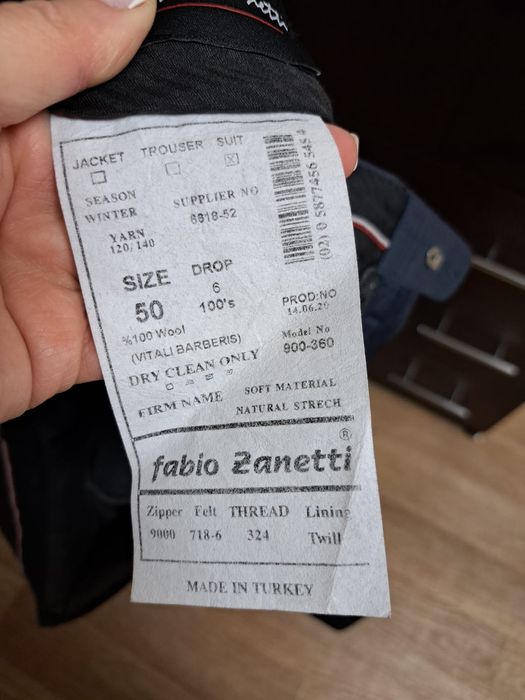 JACKET TROUSER SUIT
SEASON
WINTER
SUPPLIER NO
6618-52
YARN
120/140
SIZE
50
DROP
6
100's
PROD:NO
%100 Wool
(VITALI BARBERIS)
Model No
900-360
DRY CLEAN ONLY
FIRM NAME
SOFT MATERIAL
NATURAL STRECH
fabio Zanetti ®
Zipper Felt THREAD Lining
9000 718-6 324 Twill
MADE IN TURKEY